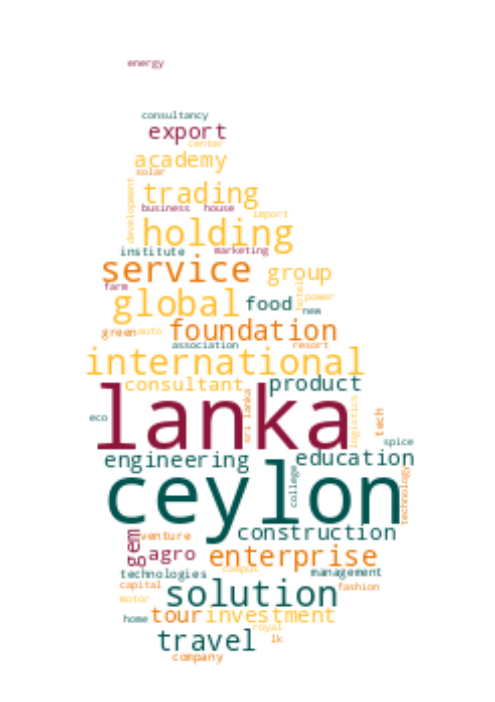 energy
consultancy
export
center
academy
solar
development
trading
business house
import
holding
institute marketing
service group
farm
hotel power
global food new
green auto foundation
association resort
international
consultant product
lanka
sri lanka
logistics
tech
eco
spice
engineering education
college
technology
ceylon
construction
gem
venture
agro enterprise
campus
technologies management
capital fashion
motor solution
home tour investment
royal
travel lk
company